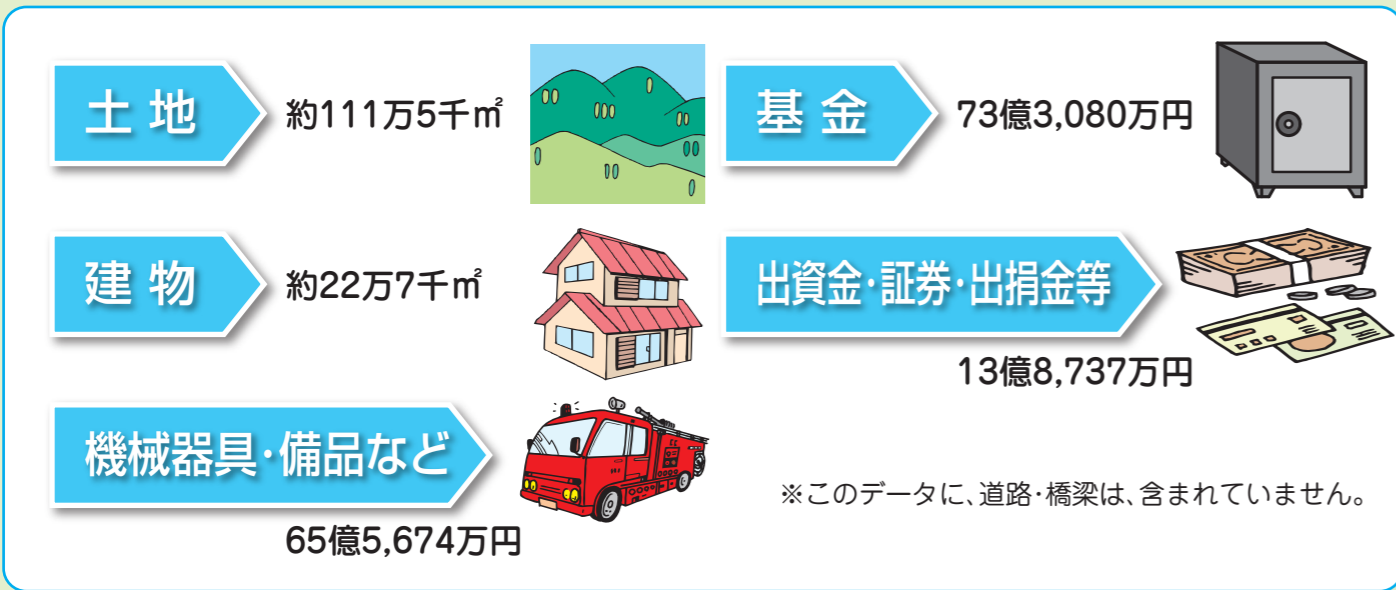 土地
約111万5千㎡
建物
約22万7千㎡
機械器具・備品など
65億5,674万円
基金
73億3,080万円
出資金・証券・出捐金等
13億8,737万円
※このデータに、道路・橋梁は、含まれていません。